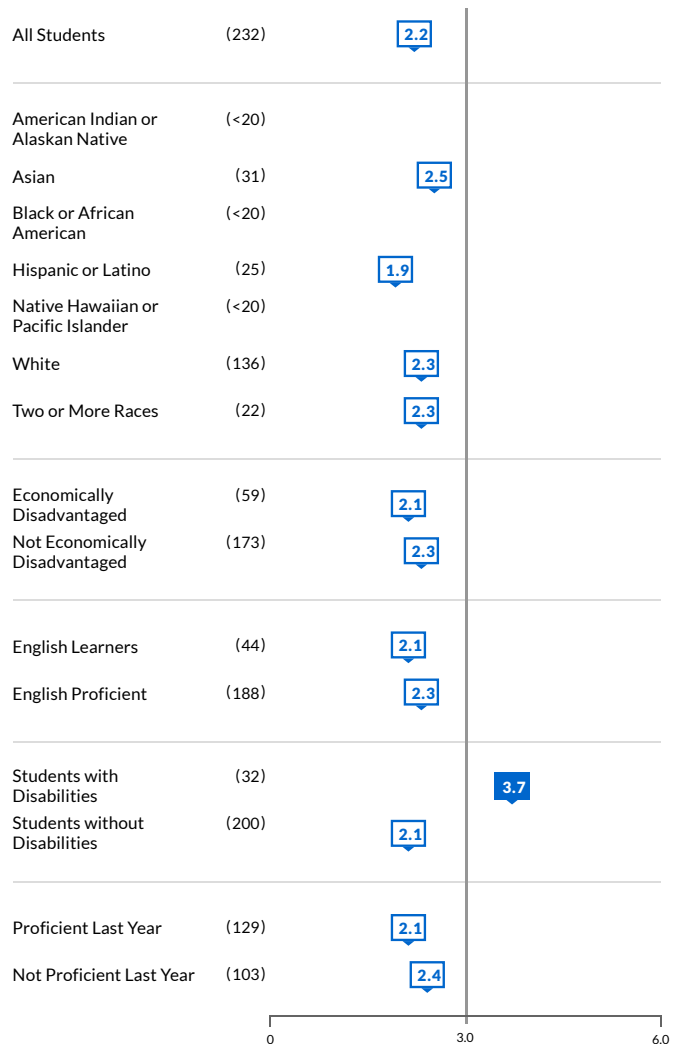 All Students (232) 2.2
American Indian or (<20)
Alaskan Native
Asian (31) 2.5
Black or African (<20)
American
Hispanic or Latino (25) 1.9
Native Hawaiian or (<20)
Pacific Islander
White (136) 2.3
Two or More Races (22) 2.3
Economically (59) 2.1
Disadvantaged
Not Economically (173) 2.3
Disadvantaged
English Learners (44) 2.1
English Proficient (188) 2.3
Students with (32) 3.7
Disabilities
Students without (200) 2.1
Disabilities
Proficient Last Year (129) 2.1
Not Proficient Last Year (103) 2.4
0 3.0 6.0